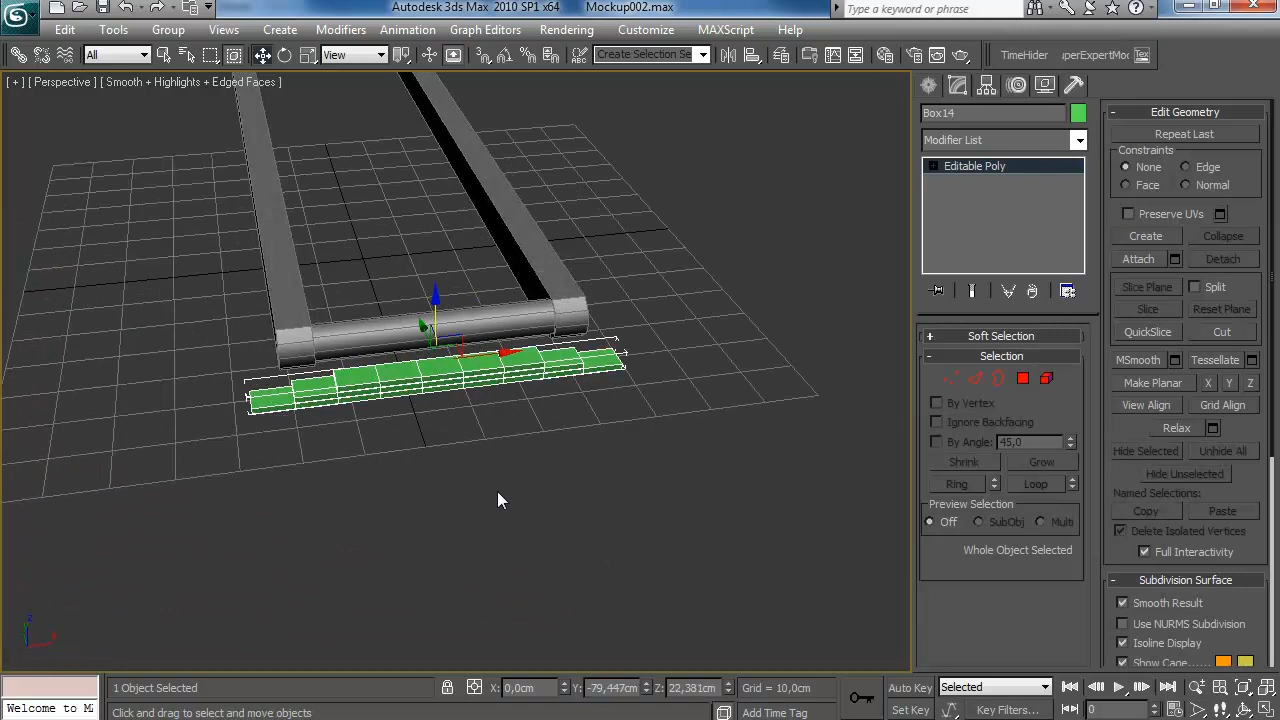 Autodesk 3ds Max 2010 SP1 x64 Mockup002.max
Type a keyword or phrase
Edit Tools Group Views Create Modifiers Animation Graph Editors Rendering Customize MAXScript Help
All View Create Selection Se TimeHider perExpertMo Tex
[ + ] [ Perspective ] [ Smooth + Highlights + Edged Faces ]
Box14
Modifier List
Editable Poly
Soft Selection
Selection
By Vertex
Ignore Backfacing
By Angle: 45,0
Shrink Grow
Ring Loop
Preview Selection
Off SubObj Multi
Whole Object Selected
Edit Geometry
Repeat Last
Constraints
None Edge
Face Normal
Preserve UVs
Create Collapse
Attach Detach
Slice Plane Split
Slice Reset Plane
QuickSlice Cut
MSmooth Tessellate
Make Planar X Y Z
View Align Grid Align
Relax
Hide Selected Unhide All
Hide Unselected
Named Selections:
Copy Paste
Delete Isolated Vertices
Full Interactivity
Subdivision Surface
Smooth Result
Use NURMS Subdivision
Isoline Display
Show Cage......
z
x
Welcome to MA
1 Object Selected X: 0,0cm Y: -79,447cm Z: 22,381cm Grid = 10,0cm Auto Key Selected
Click and drag to select and move objects Add Time Tag Set Key Key Filters... 0